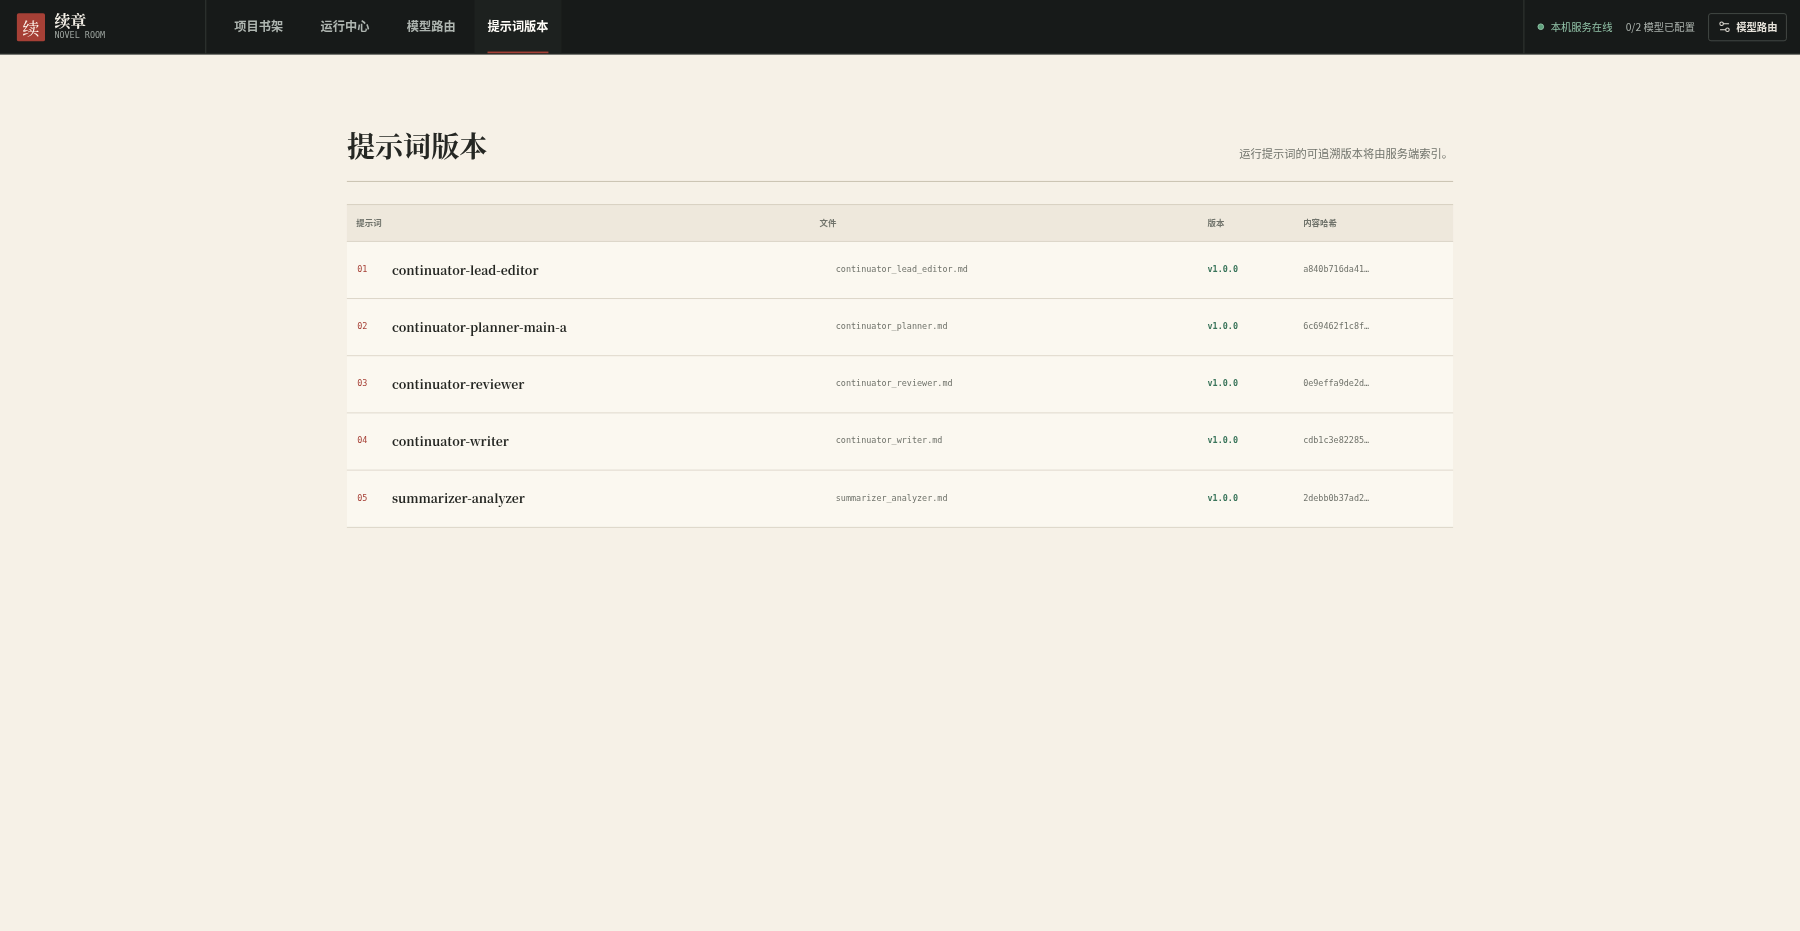 续 续章
NOVEL ROOM
项目书架 运行中心 模型路由 提示词版本
本机服务在线 0/2 模型已配置 模型路由
提示词版本
运行提示词的可追溯版本将由服务端索引。
提示词 文件 版本 内容哈希
01 continuator-lead-editor continuator_lead_editor.md v1.0.0 a840b716da41…
02 continuator-planner-main-a continuator_planner.md v1.0.0 6c69462f1c8f…
03 continuator-reviewer continuator_reviewer.md v1.0.0 0e9effa9de2d…
04 continuator-writer continuator_writer.md v1.0.0 cdb1c3e82285…
05 summarizer-analyzer summarizer_analyzer.md v1.0.0 2debb0b37ad2…